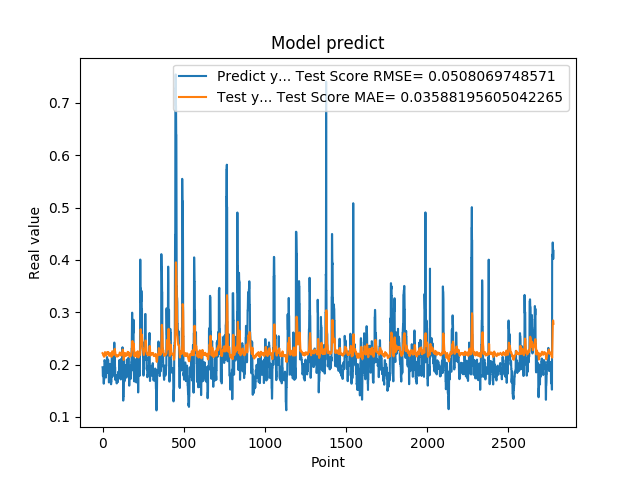 Model predict
Predict y... Test Score RMSE= 0.0508069748571
Test y... Test Score MAE= 0.03588195605042265
0.7
0.6
0.5
0.4
0.3
0.2
0.1
Real value
0 500 1000 1500 2000 2500
Point